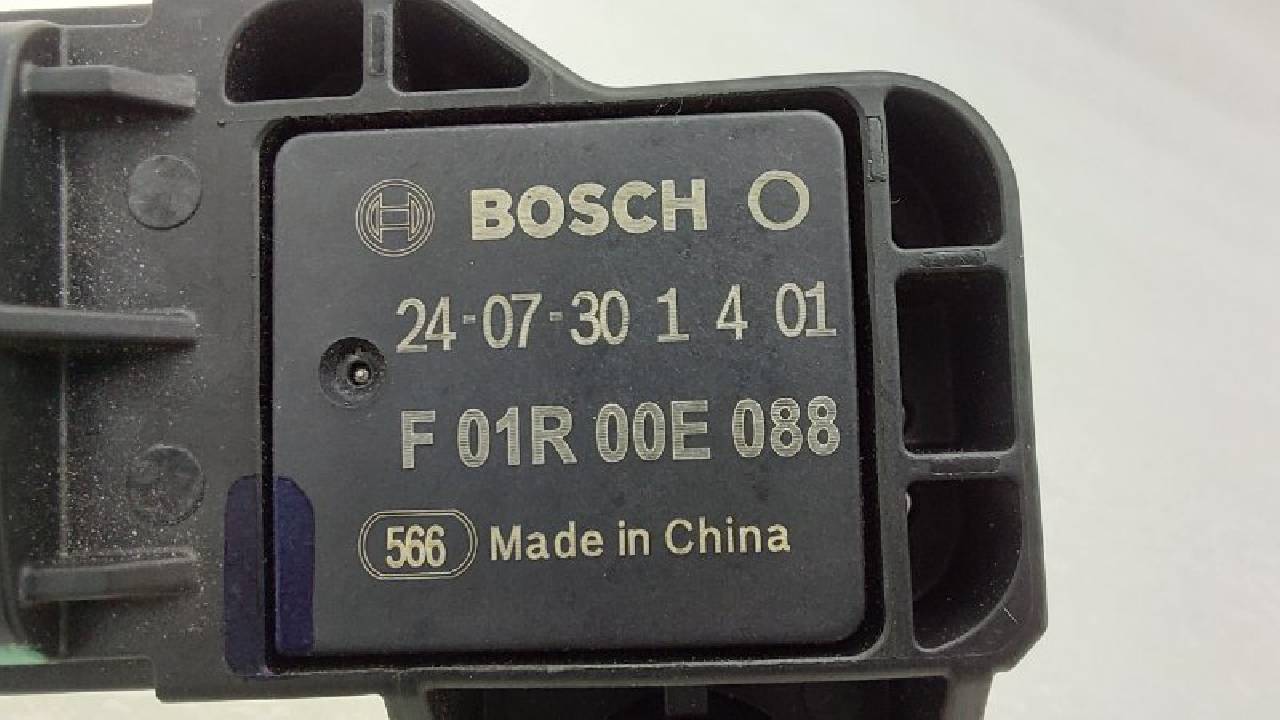 BOSCH
24-07-30 1 4 01
F 01R 00E 088
566 Made in China